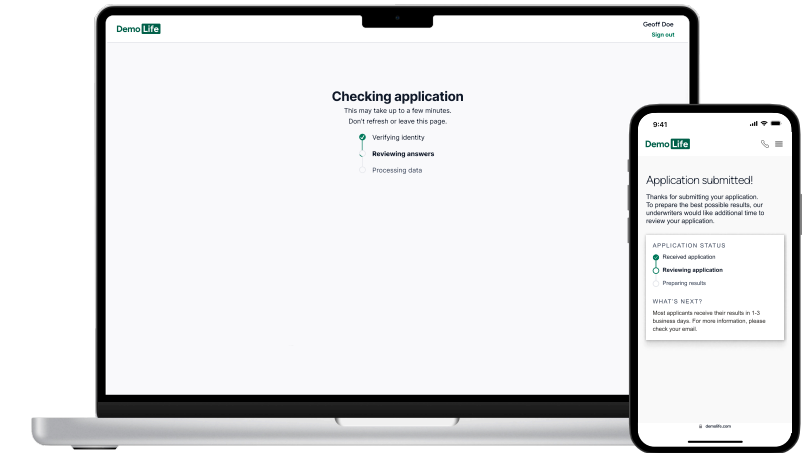 Demo Life
Geoff Doe
Sign out
Checking application
This may take up to a few minutes.
Don't refresh or leave this page.
Verifying identity
Reviewing answers
Processing data
9:41
Demo Life
Application submitted!
Thanks for submitting your application.
To prepare the best possible results, our
underwriters would like additional time to
review your application.
APPLICATION STATUS
Received application
Reviewing application
Preparing results
WHAT'S NEXT?
Most applicants receive their results in 1-3
business days. For more information, please
check your email.
demolife.com